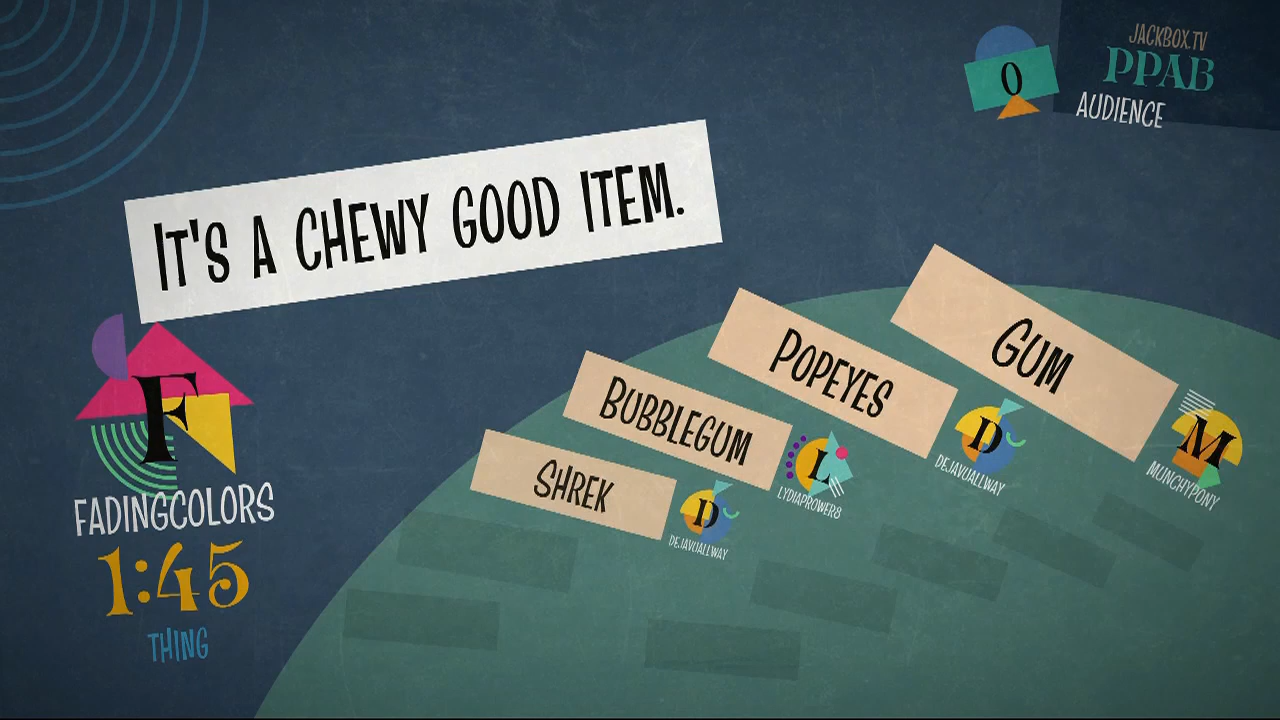 JACKBOX.TV
PPAB
0
AUDIENCE
IT'S A CHEWY GOOD ITEM.
F
FADINGCOLORS
1:45
THING
GUM
M
MUNCHYPONY
POPEYES
D
DEJAVUALLWAY
BUBBLEGUM
L
LYDIAPROWER8
SHREK
D
DEJAVUALLWAY